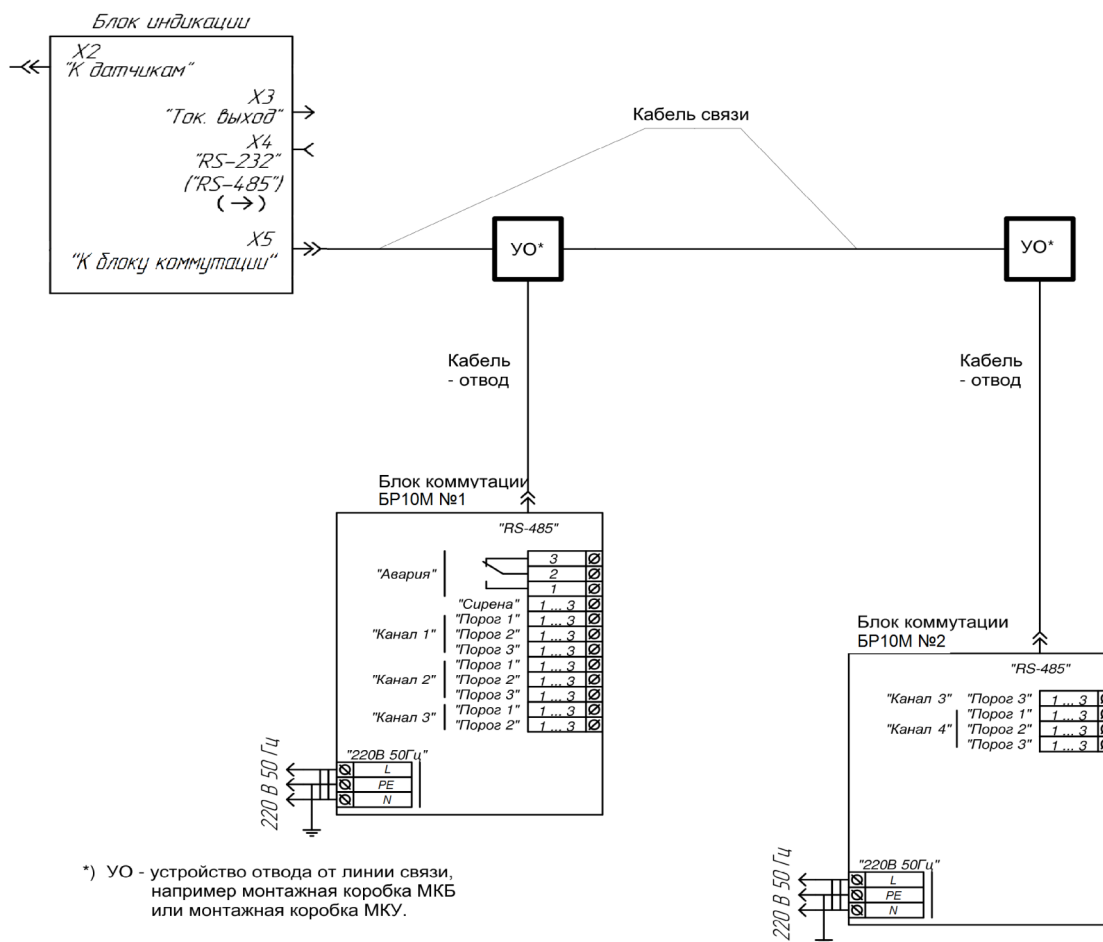 Блок индикации
X2
"К датчикам"
X3
"Ток. выход"
X4
"RS-232"
("RS-485")
(→)
X5
"К блоку коммутации"
Кабель связи
УО*
УО*
Кабель
- отвод
Кабель
- отвод
Блок коммутации
БР10М №1
"RS-485"
"Авария"
3
2
1
"Сирена" 1 ... 3
"Канал 1"
"Порог 1" 1 ... 3
"Порог 2" 1 ... 3
"Порог 3" 1 ... 3
"Канал 2"
"Порог 1" 1 ... 3
"Порог 2" 1 ... 3
"Порог 3" 1 ... 3
"Канал 3"
"Порог 1" 1 ... 3
"Порог 2" 1 ... 3
"220В 50Гц"
L
PE
N
220 В 50 Гц
Блок коммутации
БР10М №2
"RS-485"
"Канал 3" "Порог 3" 1 ... 3
"Канал 4"
"Порог 1" 1 ... 3
"Порог 2" 1 ... 3
"Порог 3" 1 ... 3
"220В 50Гц"
L
PE
N
220 В 50 Гц
*) УО - устройство отвода от линии связи,
например монтажная коробка МКБ
или монтажная коробка МКУ.